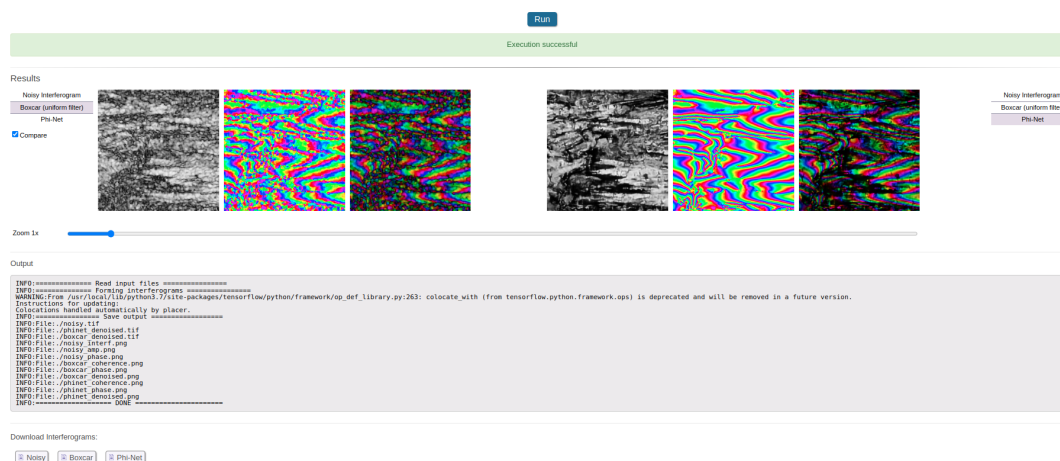 Run
Execution successful
Results
Noisy Interferogram
Boxcar (uniform filter)
Phi-Net
Compare
Noisy Interferogram
Boxcar (uniform filte
Phi-Net
Zoom 1x
Output
INFO:============== Read input files ================
INFO:============== Forming interferograms ================
WARNING:From /usr/local/lib/python3.7/site-packages/tensorflow/python/framework/op_def_library.py:263: colocate_with (from tensorflow.python.framework.ops) is deprecated and will be removed in a future version.
Instructions for updating:
Colocations handled automatically by placer.
INFO:================ Save output ==================
INFO:File:./noisy.tif
INFO:File:./phinet_denoised.tif
INFO:File:./boxcar_denoised.tif
INFO:File:./noisy_interf.png
INFO:File:./noisy_amp.png
INFO:File:./noisy_phase.png
INFO:File:./boxcar_coherence.png
INFO:File:./boxcar_phase.png
INFO:File:./boxcar_denoised.png
INFO:File:./phinet_coherence.png
INFO:File:./phinet_phase.png
INFO:File:./phinet_denoised.png
INFO:=================== DONE ======================
Download Interferograms:
Noisy Boxcar Phi-Net